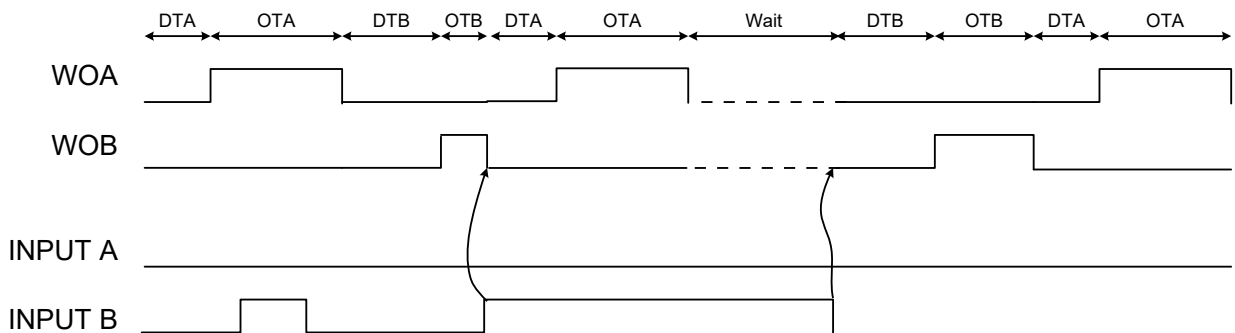 DTA OTA DTB OTB DTA OTA Wait DTB OTB DTA OTA
WOA
WOB
INPUT A
INPUT B